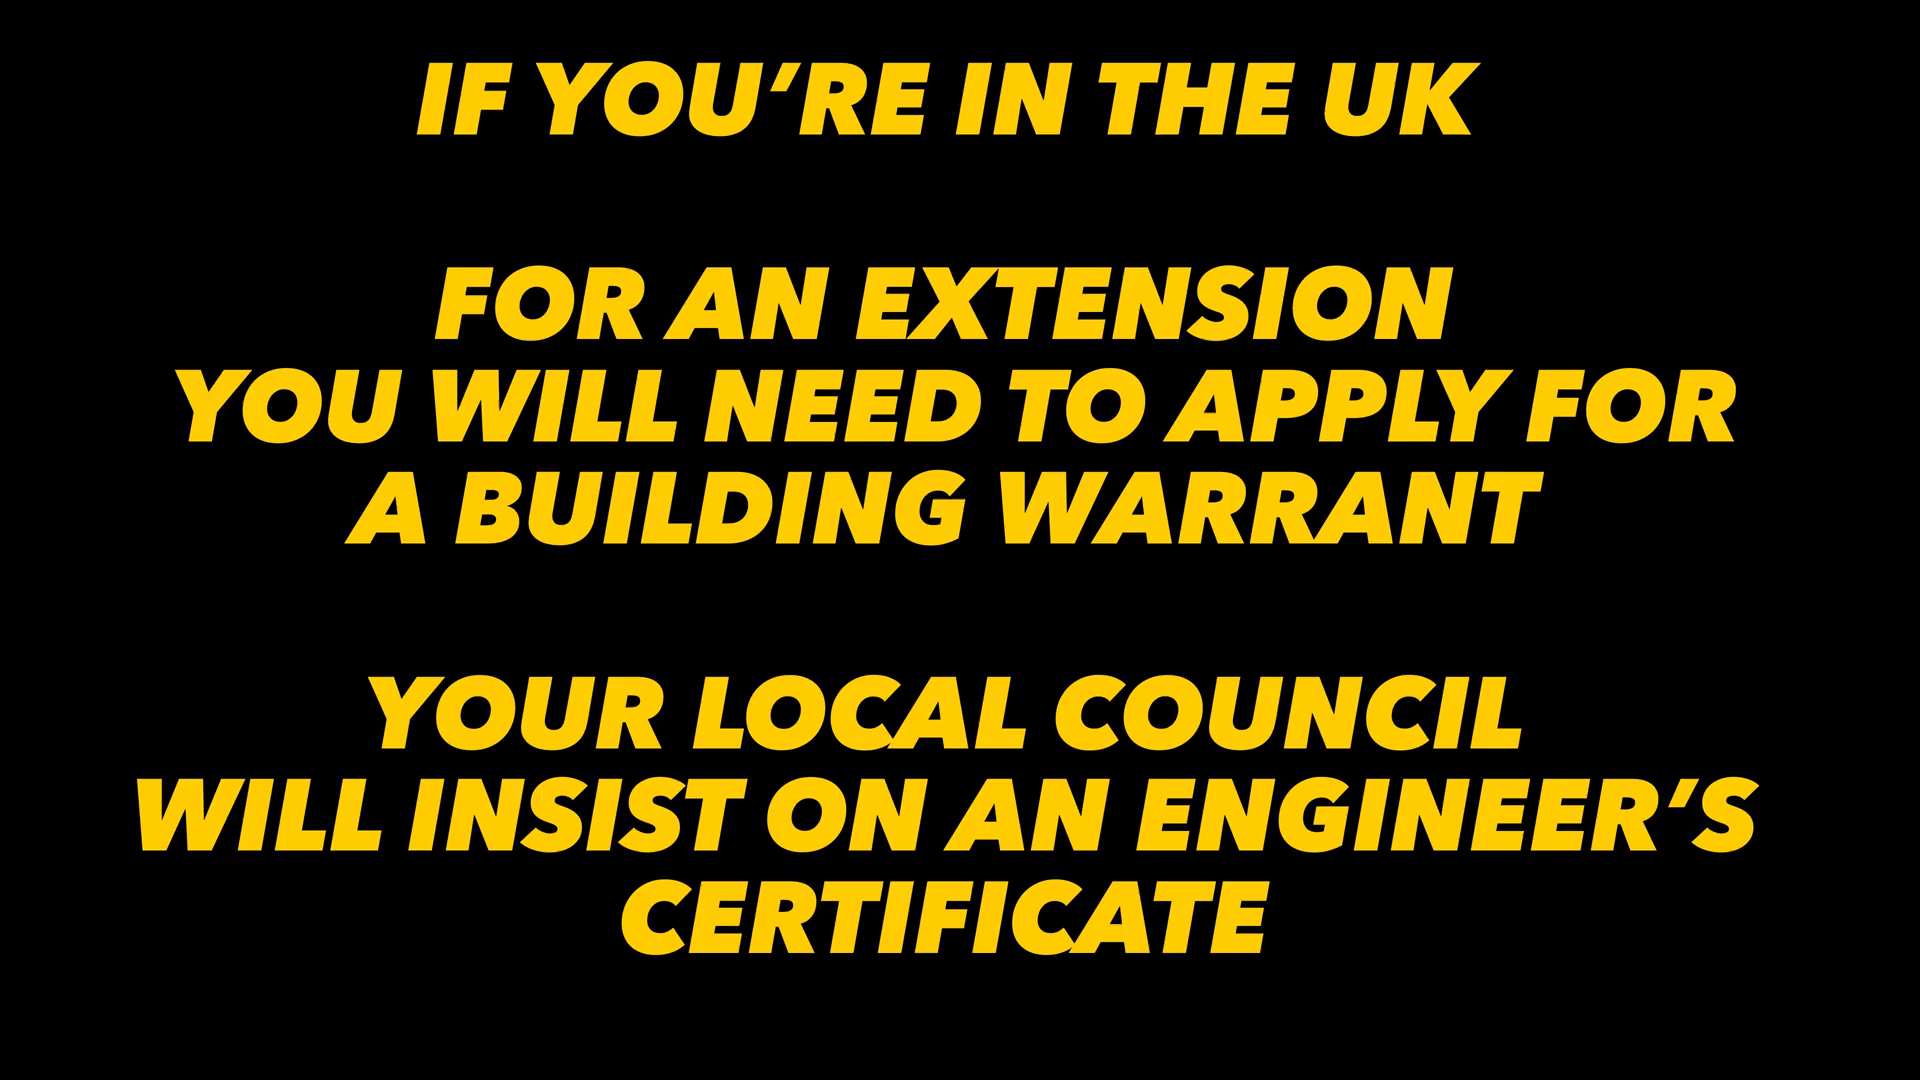 IF YOU’RE IN THE UK
FOR AN EXTENSION
YOU WILL NEED TO APPLY FOR
A BUILDING WARRANT
YOUR LOCAL COUNCIL
WILL INSIST ON AN ENGINEER’S
CERTIFICATE